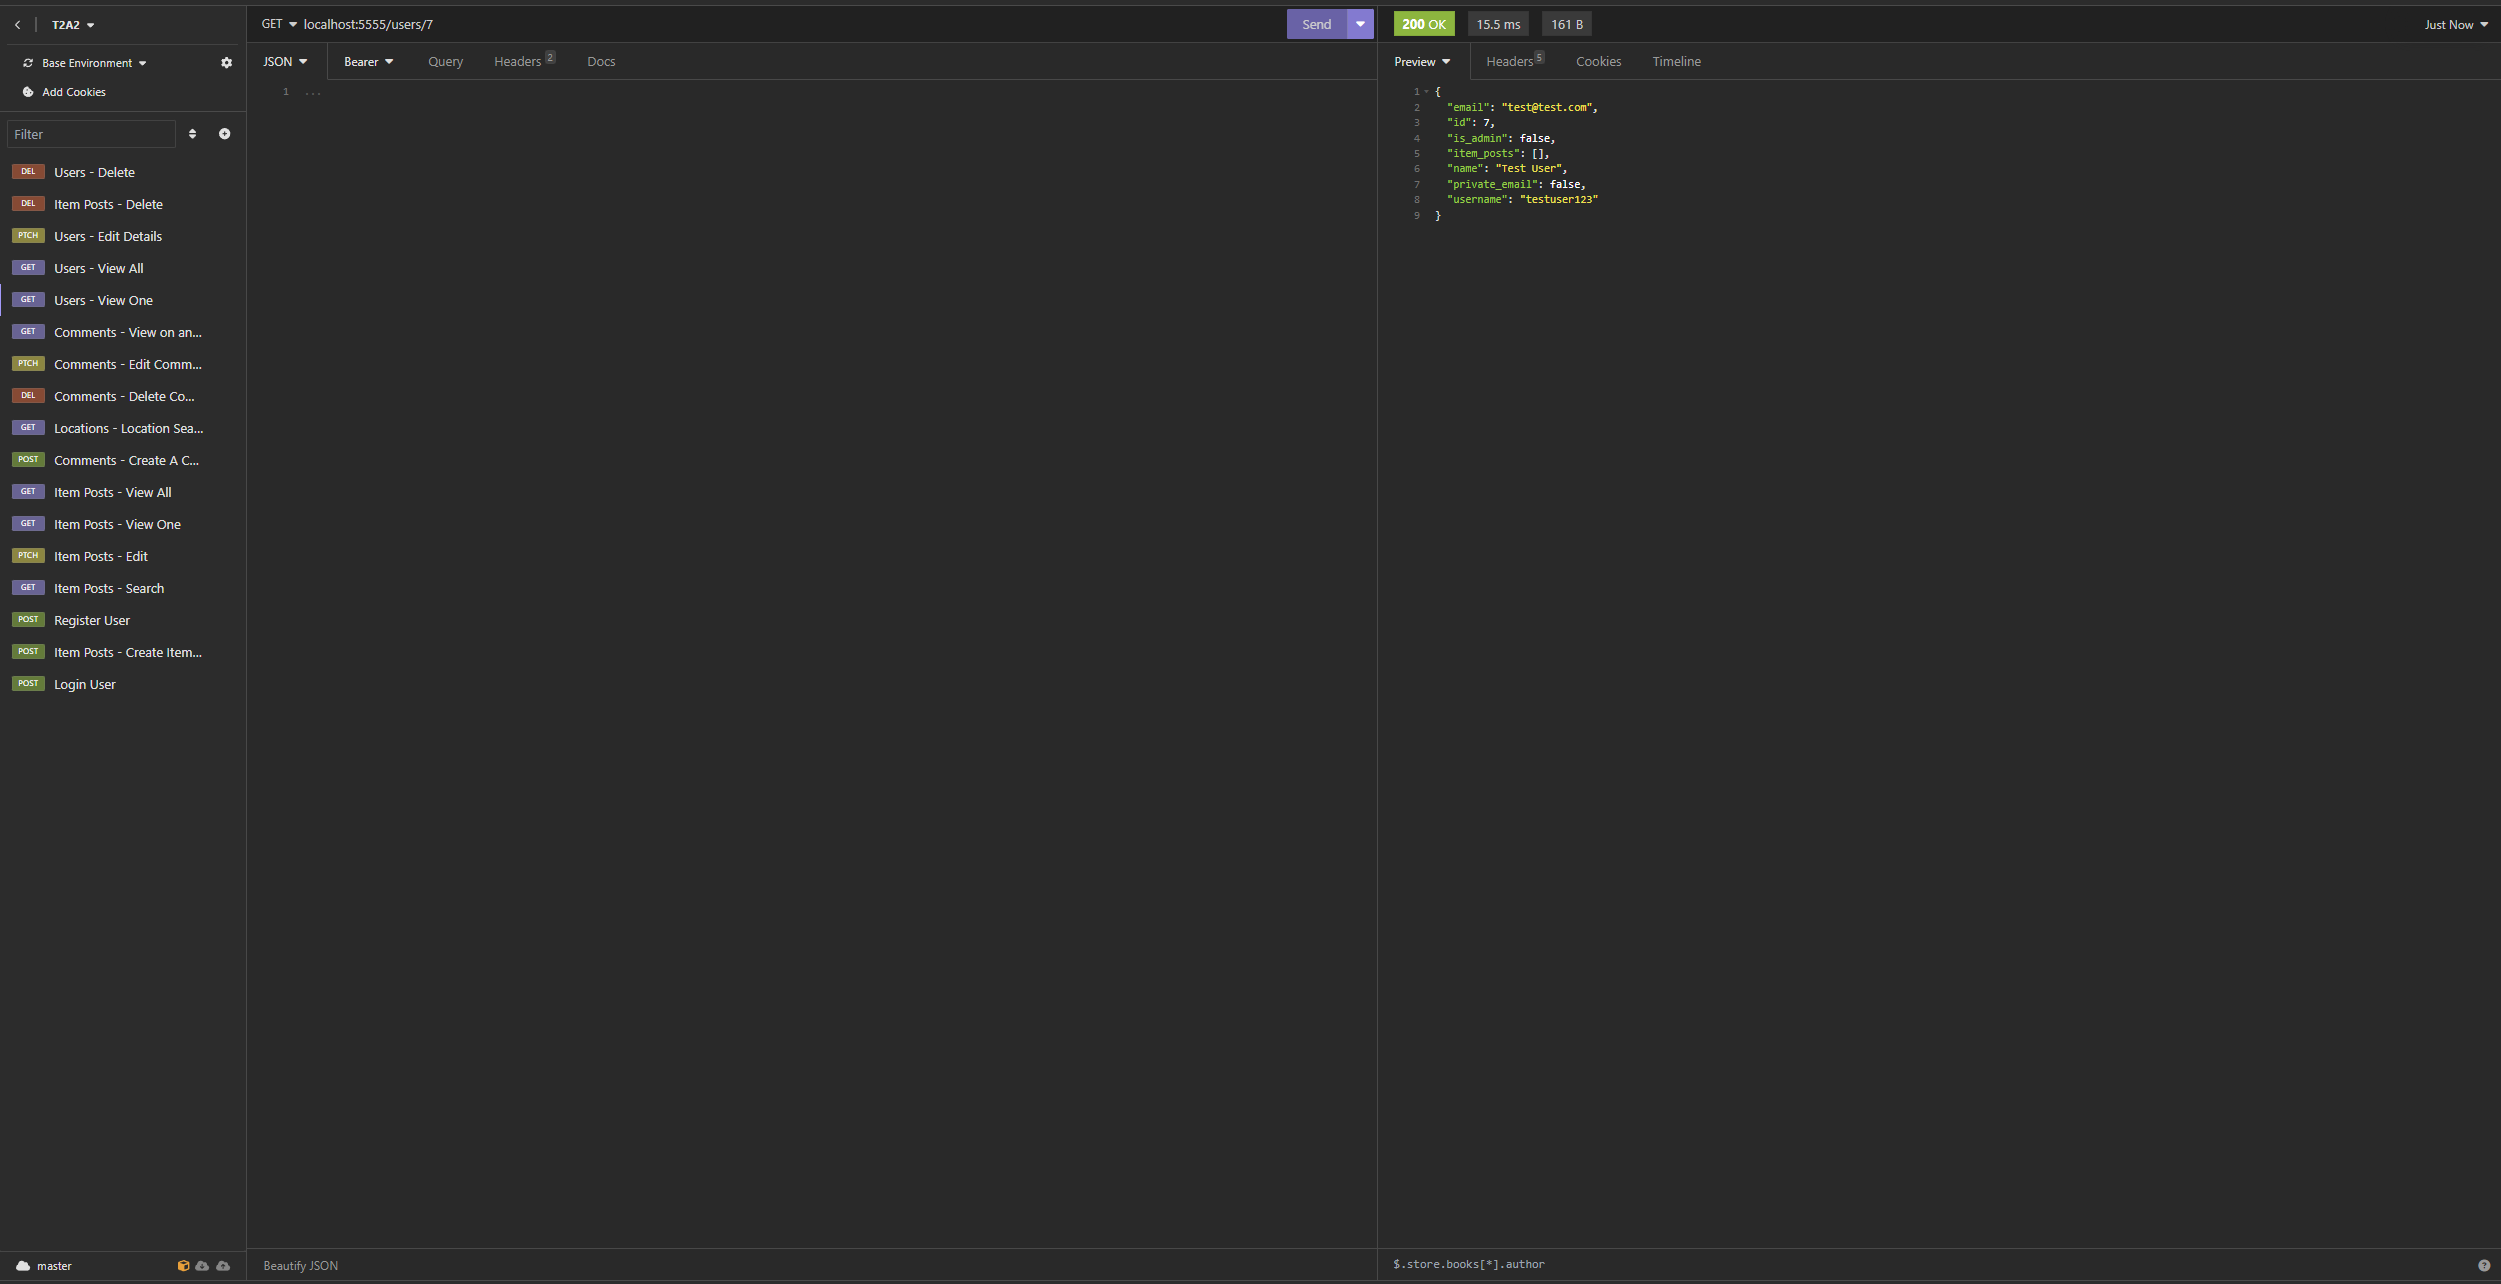 T2A2
Base Environment
Add Cookies
Filter
DEL Users - Delete
DEL Item Posts - Delete
PTCH Users - Edit Details
GET Users - View All
GET Users - View One
GET Comments - View on an...
PTCH Comments - Edit Comm...
DEL Comments - Delete Co...
GET Locations - Location Sea...
POST Comments - Create A C...
GET Item Posts - View All
GET Item Posts - View One
PTCH Item Posts - Edit
GET Item Posts - Search
POST Register User
POST Item Posts - Create Item...
POST Login User
master
GET localhost:5555/users/7 Send
JSON Bearer Query Headers 2 Docs
1 ...
Beautify JSON
200 OK 15.5 ms 161 B Just Now
Preview Headers 5 Cookies Timeline
1 {
2 "email": "test@test.com",
3 "id": 7,
4 "is_admin": false,
5 "item_posts": [],
6 "name": "Test User",
7 "private_email": false,
8 "username": "testuser123"
9 }
$.store.books[*].author
?